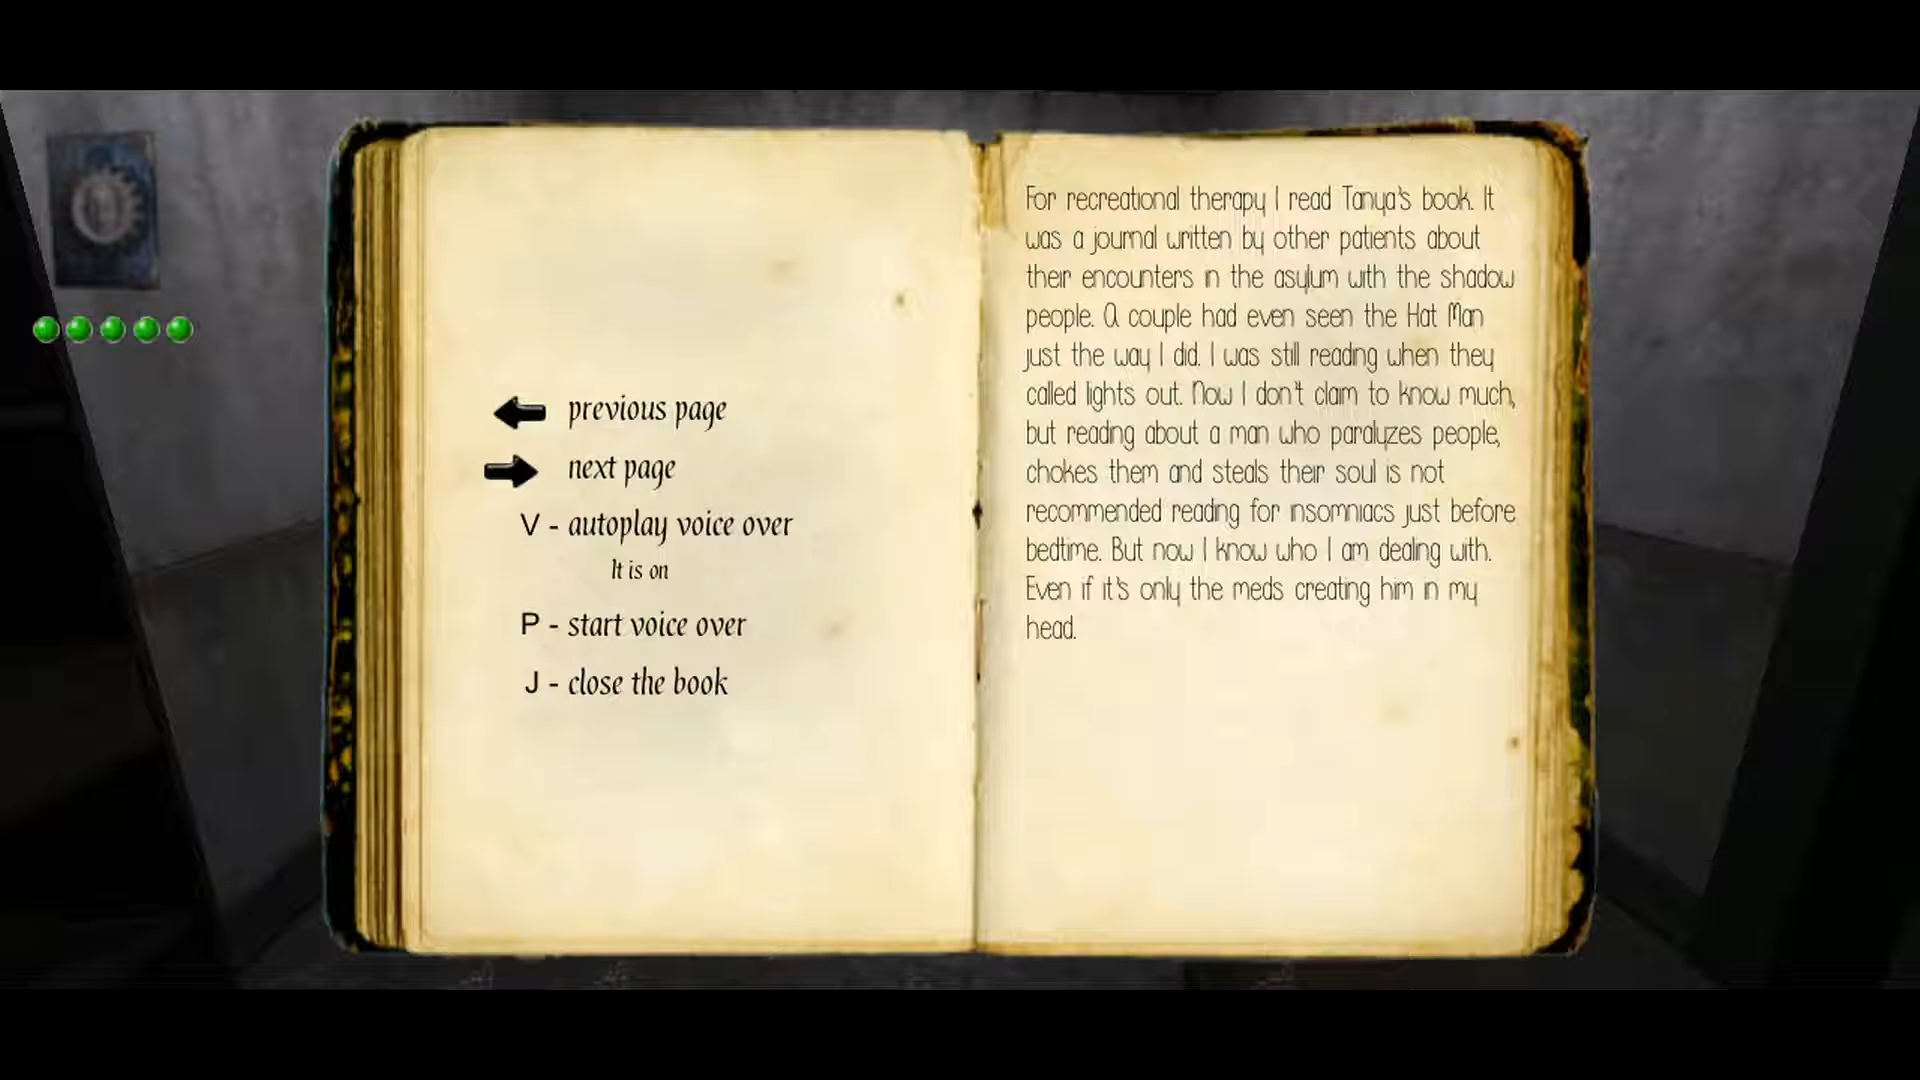 previous page
next page
V - autoplay voice over
It is on
P - start voice over
J - close the book
For recreational therapy I read Tanya's book. It
was a journal written by other patients about
their encounters in the asylum with the shadow
people. A couple had even seen the Hat Man
just the way I did. I was still reading when they
called lights out. Now I don't claim to know much,
but reading about a man who paralyzes people,
chokes them and steals their soul is not
recommended reading for insomniacs just before
bedtime. But now I know who I am dealing with.
Even if it's only the meds creating him in my
head.